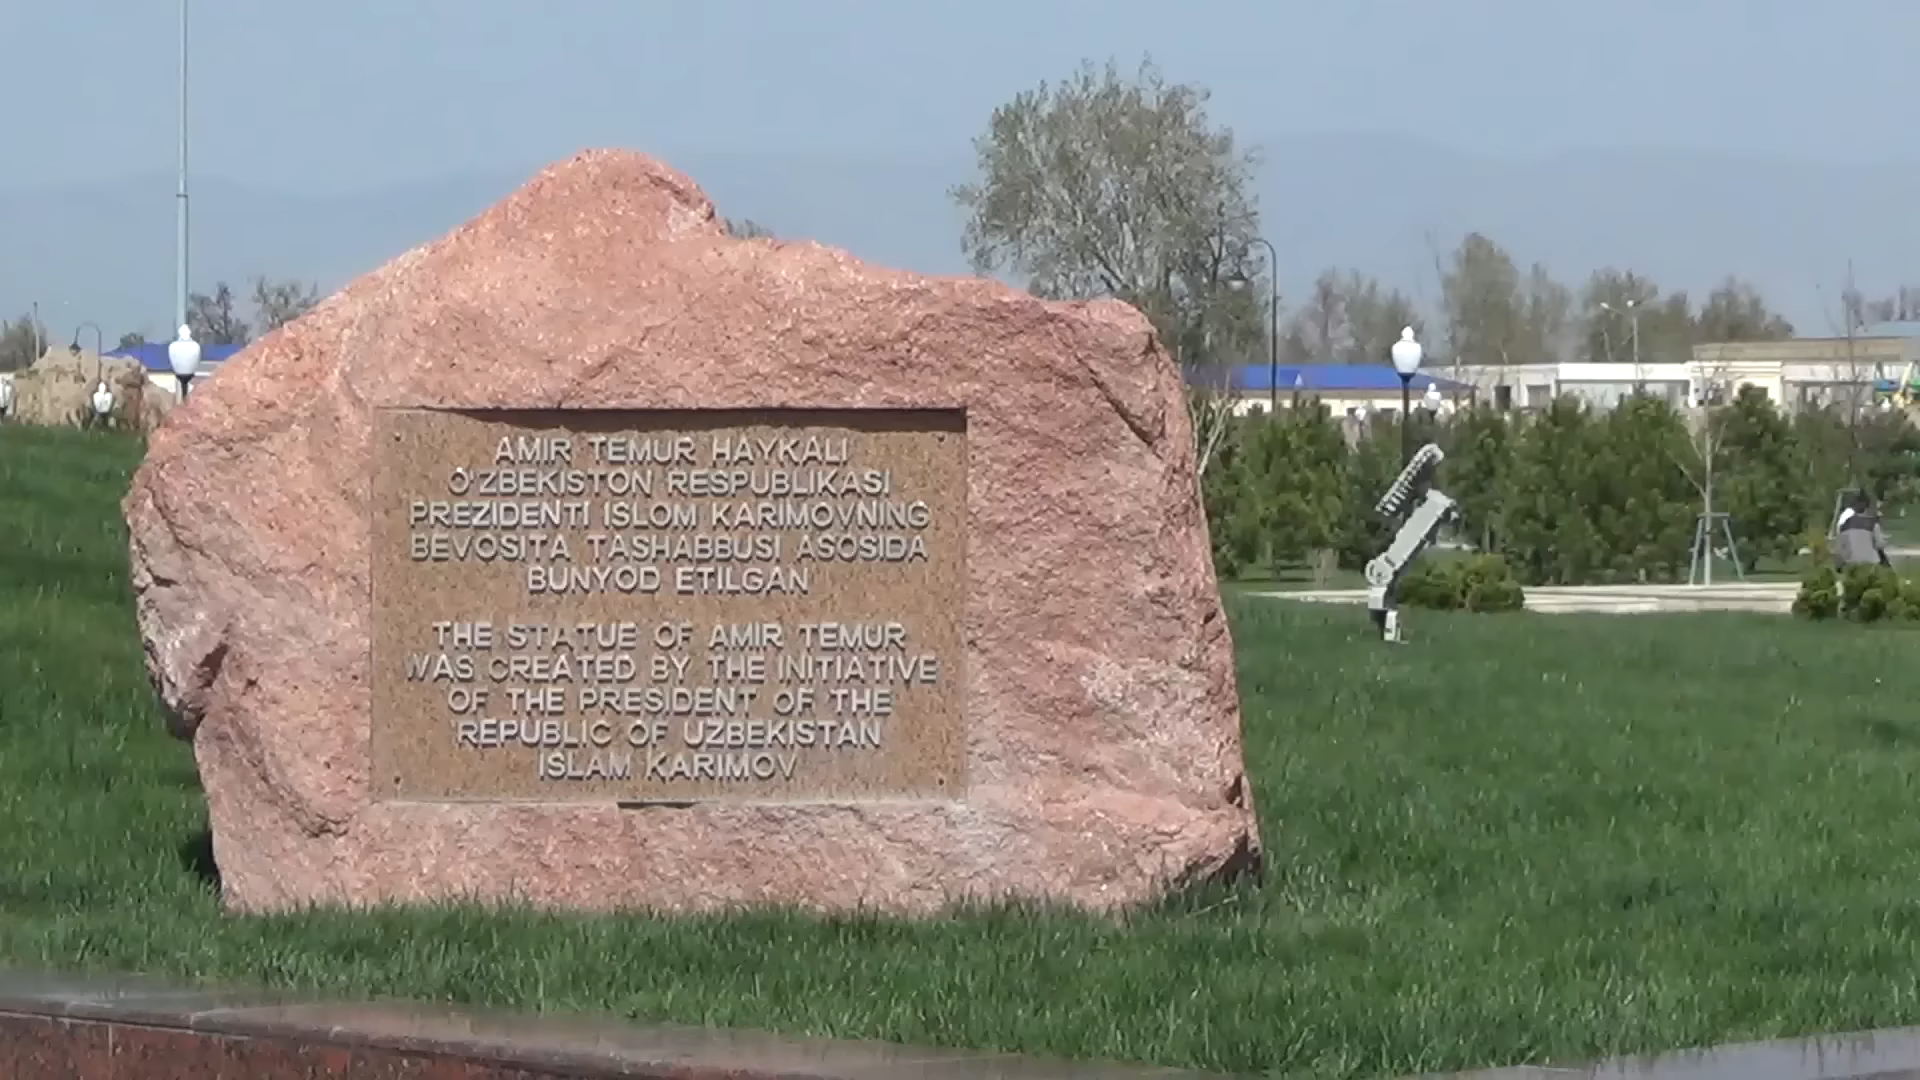 AMIR TEMUR HAYKALI
O'ZBEKISTON RESPUBLIKASI
PREZIDENTI ISLOM KARIMOVNING
BEVOSITA TASHABBUSI ASOSIDA
BUNYOD ETILGAN
THE STATUE OF AMIR TEMUR
WAS CREATED BY THE INITIATIVE
OF THE PRESIDENT OF THE
REPUBLIC OF UZBEKISTAN
ISLAM KARIMOV